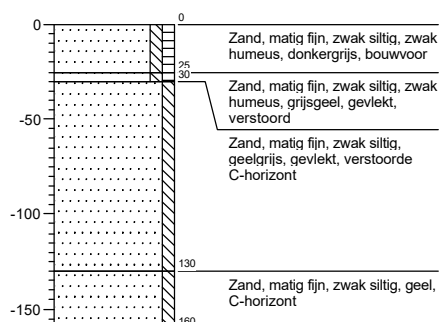 0
0
Zand, matig fijn, zwak siltig, zwak
humeus, donkergrijs, bouwvoor
25
30
Zand, matig fijn, zwak siltig, zwak
humeus, grijsgeel, gevlekt,
verstoord
-50
Zand, matig fijn, zwak siltig,
geelgrijs, gevlekt, verstoorde
C-horizont
-100
130
Zand, matig fijn, zwak siltig, geel,
C-horizont
-150
160